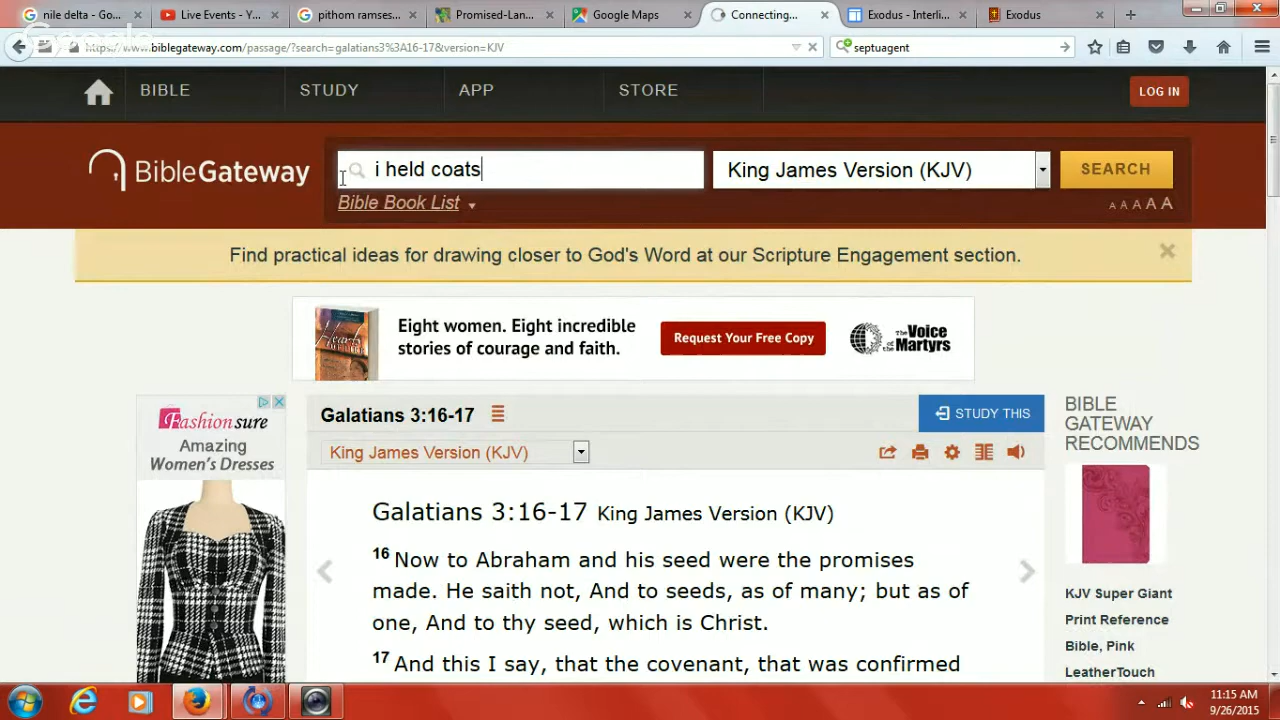 nile delta - Go...
Live Events - Y...
pithom ramses...
Promised-Lan...
Google Maps
Connecting...
Exodus - Interli...
Exodus
Google
https://www.biblegateway.com/passage/?search=galatians3%3A16-17&version=KJV
septuagent
BIBLE
STUDY
APP
STORE
LOG IN
BibleGateway
i held coats
King James Version (KJV)
SEARCH
Bible Book List
A A A A A
Find practical ideas for drawing closer to God's Word at our Scripture Engagement section.
Eight women. Eight incredible
stories of courage and faith.
Request Your Free Copy
The Voice
of the
Martyrs
Fashionsure
Amazing
Women's Dresses
Galatians 3:16-17
STUDY THIS
King James Version (KJV)
Galatians 3:16-17 King James Version (KJV)
16 Now to Abraham and his seed were the promises
made. He saith not, And to seeds, as of many; but as of
one, And to thy seed, which is Christ.
17 And this I say, that the covenant, that was confirmed
BIBLE
GATEWAY
RECOMMENDS
KJV Super Giant
Print Reference
Bible, Pink
LeatherTouch
11:15 AM
9/26/2015